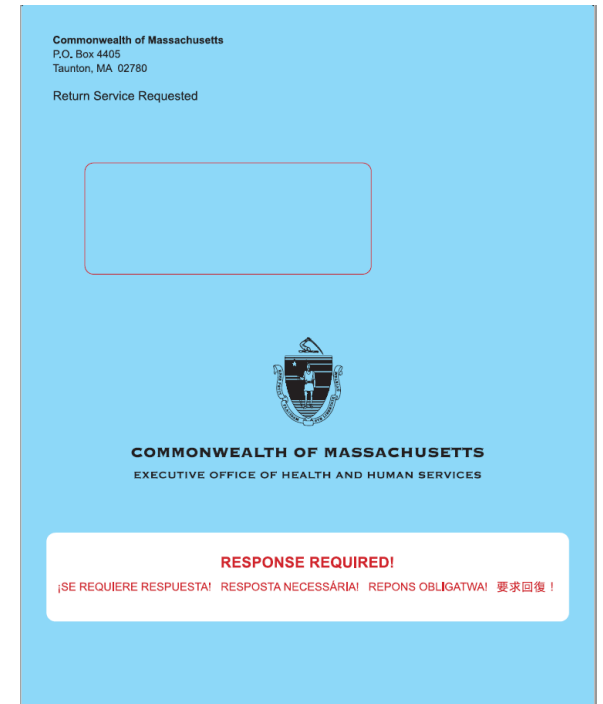 Commonwealth of Massachusetts
P.O. Box 4405
Taunton, MA 02780
Return Service Requested
COMMONWEALTH OF MASSACHUSETTS
EXECUTIVE OFFICE OF HEALTH AND HUMAN SERVICES
RESPONSE REQUIRED!
¡SE REQUIERE RESPUESTA! RESPOSTA NECESSÁRIA! REPONS OBLIGATWA! 要求回復！